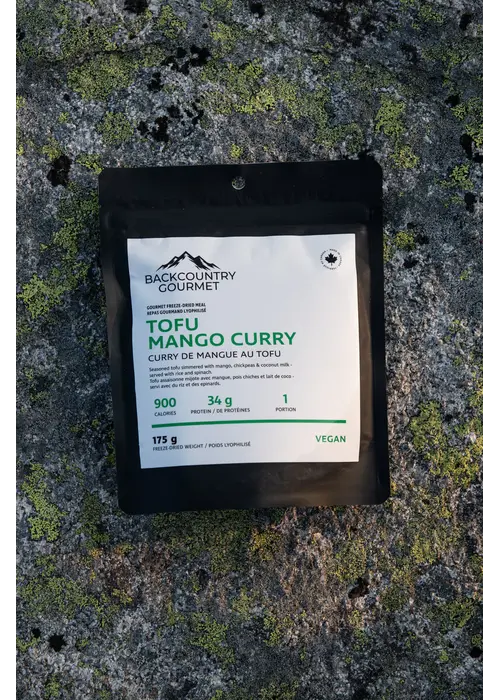 BACKCOUNTRY
GOURMET
GOURMET FREEZE-DRIED MEAL
REPAS GOURMAND LYOPHILISÉ
TOFU
MANGO CURRY
CURRY DE MANGUE AU TOFU
Seasoned tofu simmered with mango, chickpeas & coconut milk -
served with rice and spinach.
Tofu assaisonné mijoté avec mangue, pois chiches et lait de coco -
servi avec du riz et des épinards.
900 34 g 1
CALORIES PROTEIN / DE PROTÉINES PORTION
175 g
FREEZE-DRIED WEIGHT / POIDS LYOPHILISÉ
VEGAN